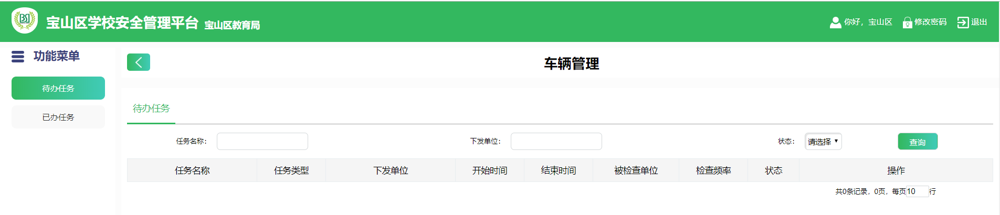 宝山区学校安全管理平台 宝山区教育局
你好，宝山区 修改密码 退出
功能菜单
车辆管理
待办任务
已办任务
待办任务
任务名称： 下发单位： 状态： 请选择 查询
任务名称 任务类型 下发单位 开始时间 结束时间 被检查单位 检查频率 状态 操作
共0条记录，0页，每页10行